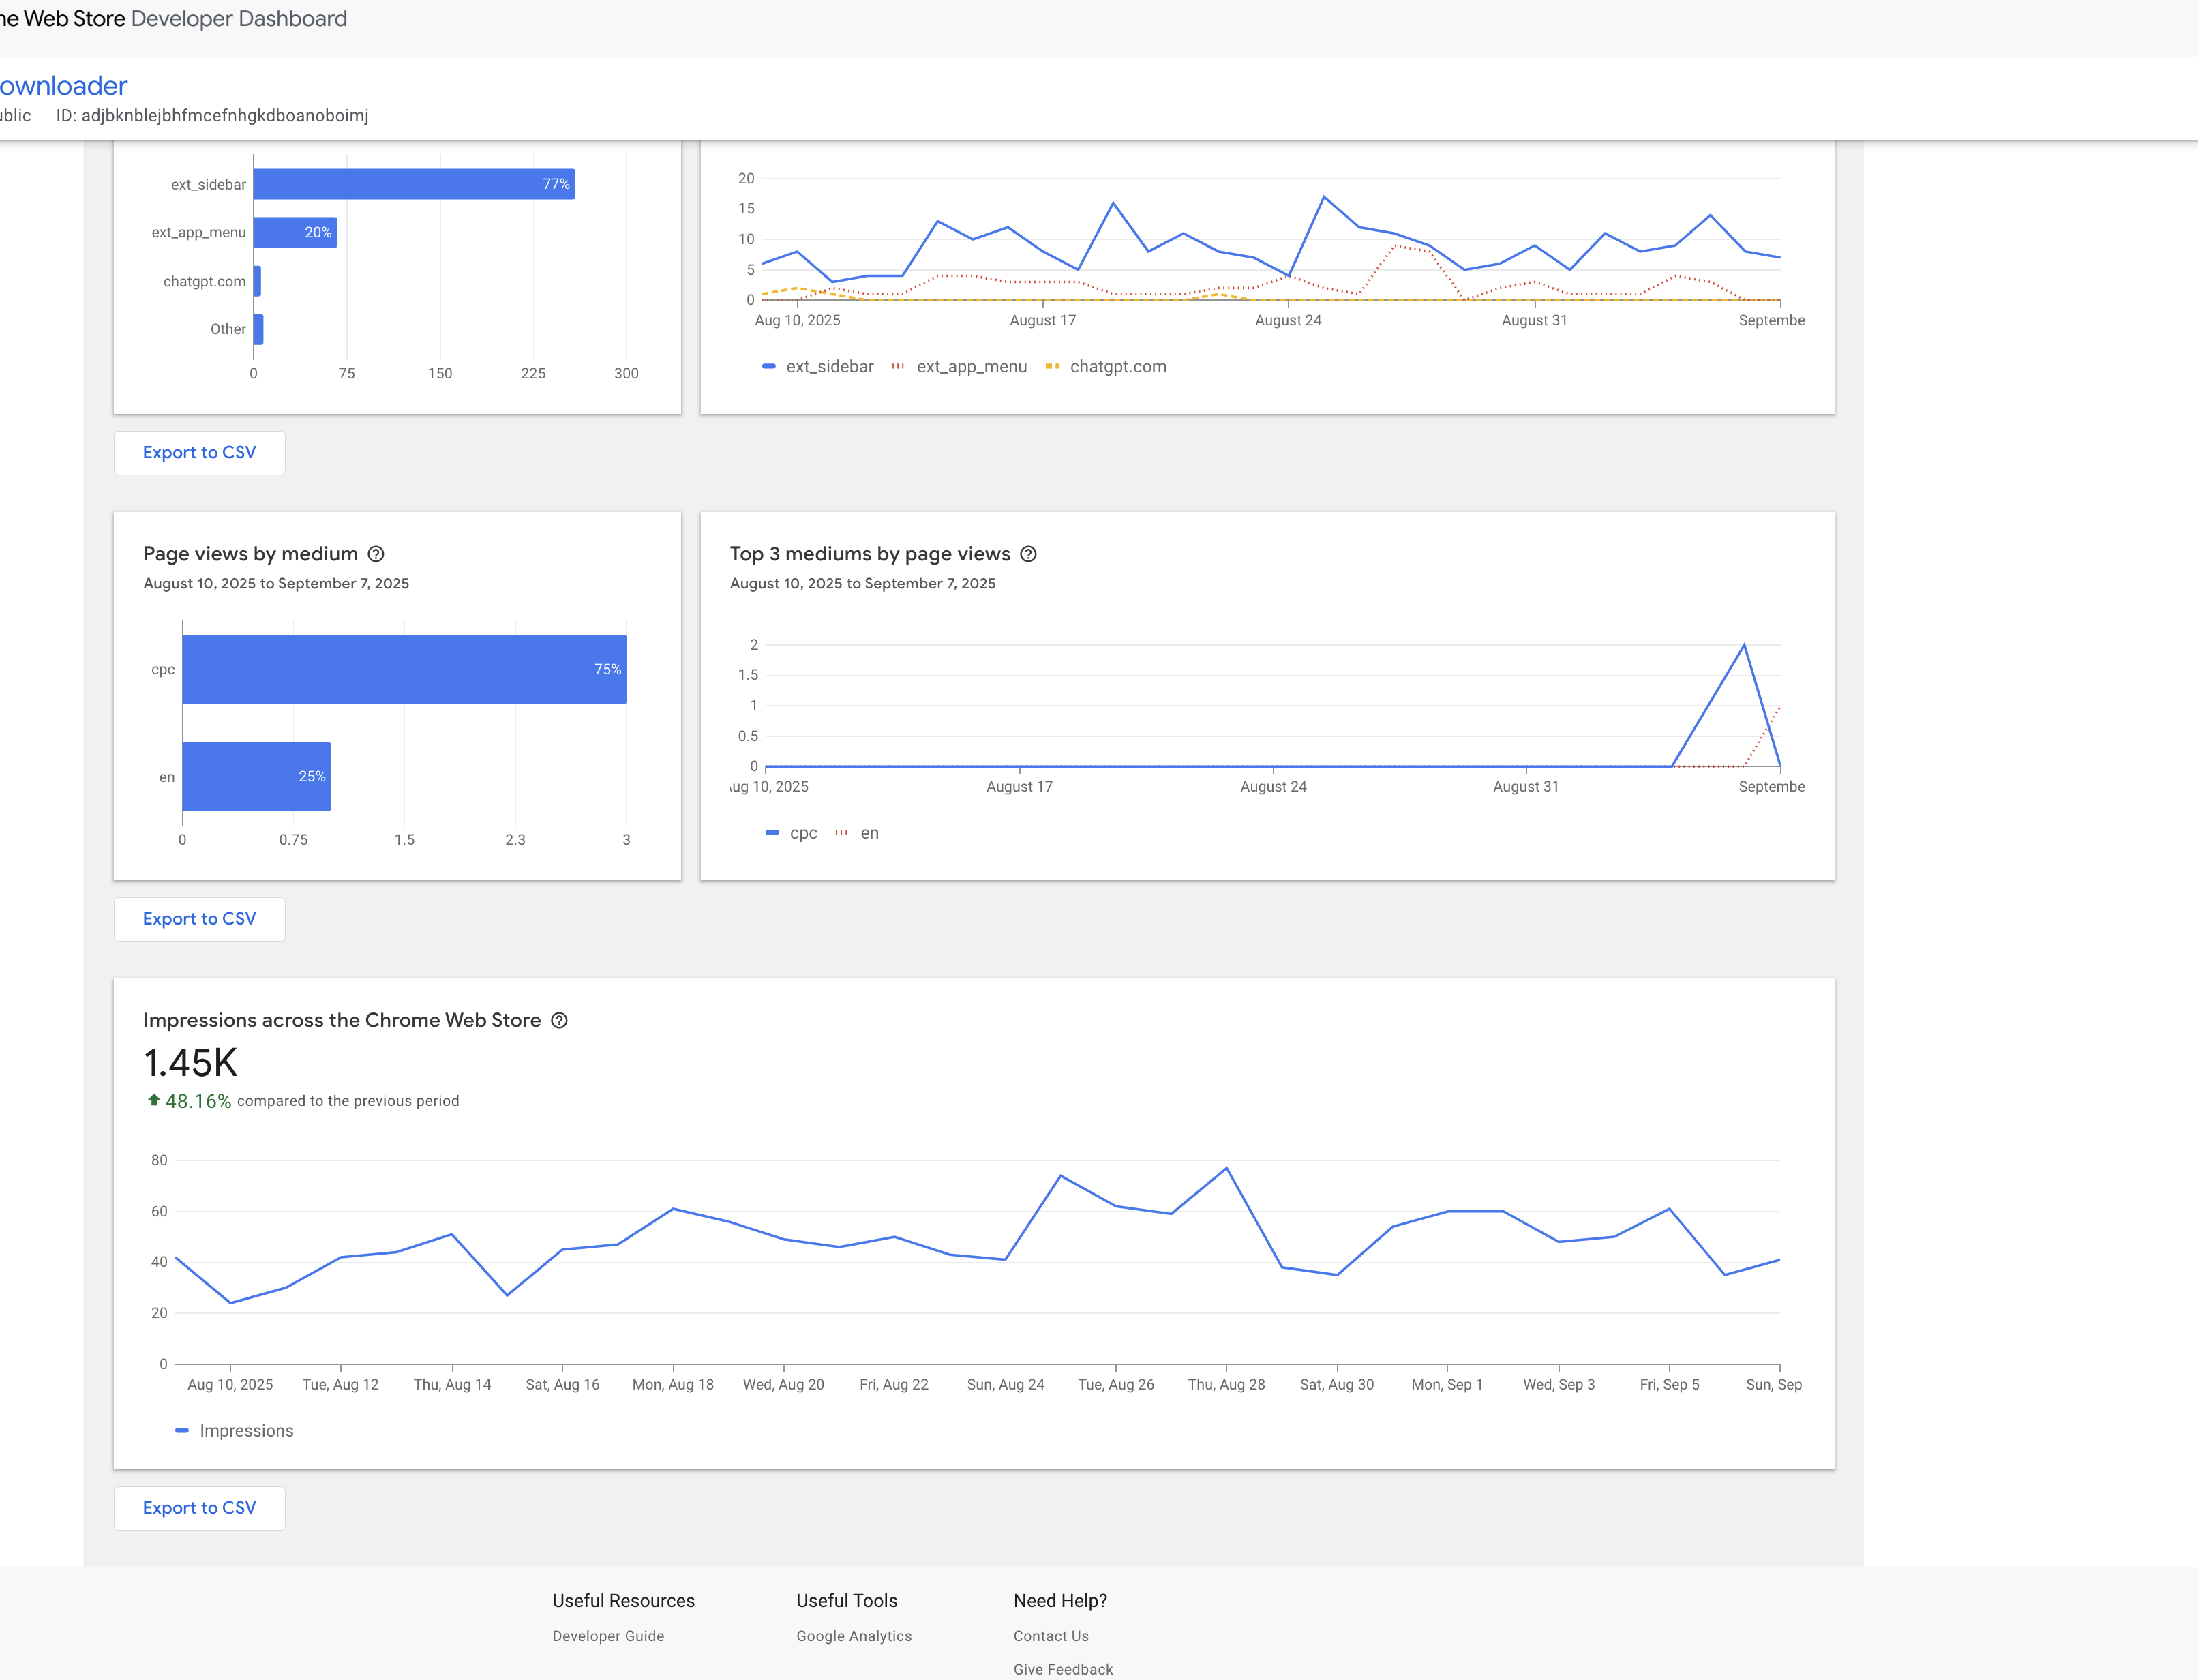 ne Web Store Developer Dashboard
ownloader
ublic ID: adjbknblejbhfmcefnhgkdboanoboimj
ext_sidebar 77%
ext_app_menu 20%
chatgpt.com
Other
0 75 150 225 300
20
15
10
5
0
Aug 10, 2025 August 17 August 24 August 31 Septembe
ext_sidebar ext_app_menu chatgpt.com
Export to CSV
Page views by medium
August 10, 2025 to September 7, 2025
cpc 75%
en 25%
0 0.75 1.5 2.3 3
Top 3 mediums by page views
August 10, 2025 to September 7, 2025
2
1.5
1
0.5
0
ug 10, 2025 August 17 August 24 August 31 Septembe
cpc en
Export to CSV
Impressions across the Chrome Web Store
1.45K
48.16% compared to the previous period
80
60
40
20
0
Aug 10, 2025 Tue, Aug 12 Thu, Aug 14 Sat, Aug 16 Mon, Aug 18 Wed, Aug 20 Fri, Aug 22 Sun, Aug 24 Tue, Aug 26 Thu, Aug 28 Sat, Aug 30 Mon, Sep 1 Wed, Sep 3 Fri, Sep 5 Sun, Sep
Impressions
Export to CSV
Useful Resources Useful Tools Need Help?
Developer Guide Google Analytics Contact Us
Give Feedback